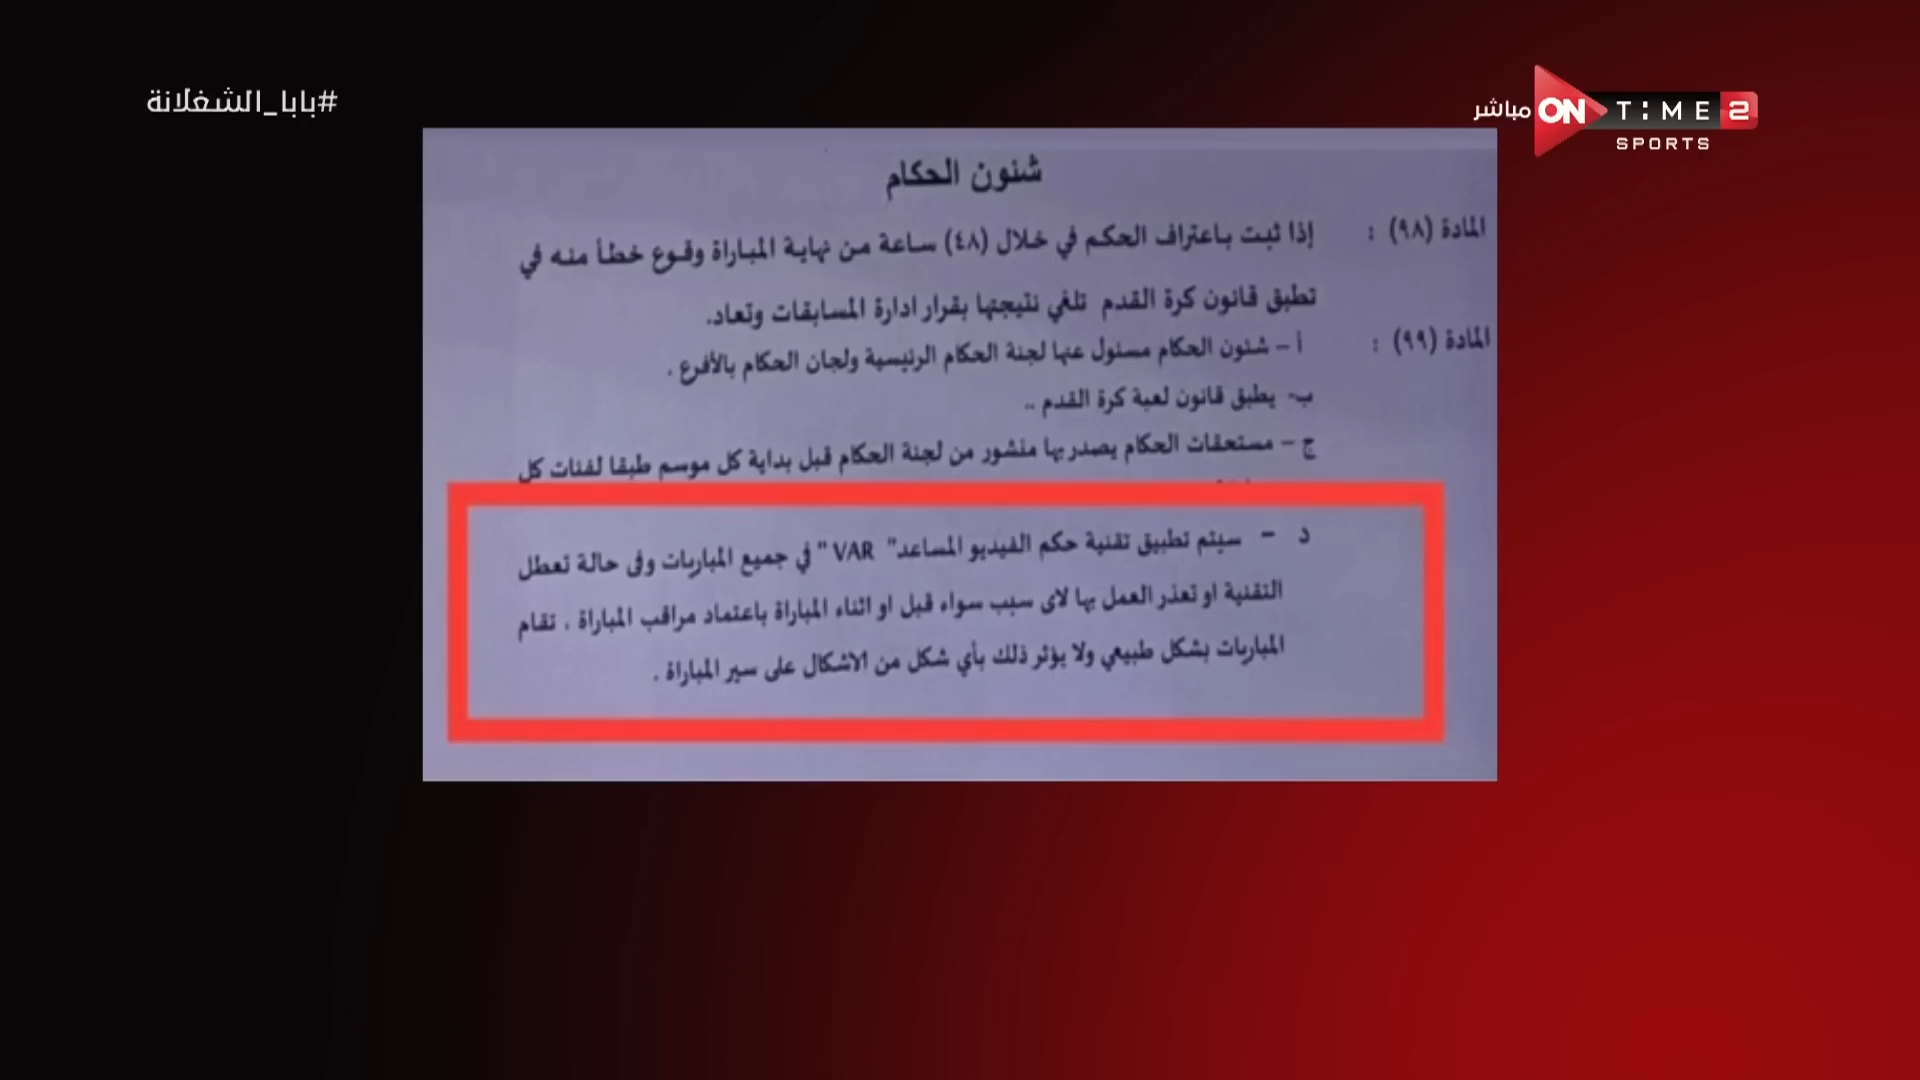 #بابا_الشغلانة
مباشر ON TIME 2
SPORTS
شئون الحكام
المادة (٩٨) : إذا ثبت باعتراف الحكم في خلال (٤٨) ساعة من نهاية المباراة وقوع خطأ منه في
تطبق قانون كرة القدم تلغي نتيجتها بقرار ادارة المسابقات وتعاد.
المادة (٩٩) : أ – شئون الحكام مسئول عنها لجنة الحكام الرئيسية ولجان الحكام بالأفرع .
ب- يطبق قانون لعبة كرة القدم ..
ج – مستحقات الحكام يصدر بها منشور من لجنة الحكام قبل بداية كل موسم طبقا لفئات كل
د – سيتم تطبيق تقنية حكم الفيديو المساعد" VAR " في جميع المباريات وفى حالة تعطل
التقنية او تعذر العمل بها لاى سبب سواء قبل او اثناء المباراة باعتماد مراقب المباراة ، تقام
المباريات بشكل طبيعي ولا يؤثر ذلك بأي شكل من الاشكال على سير المباراة .